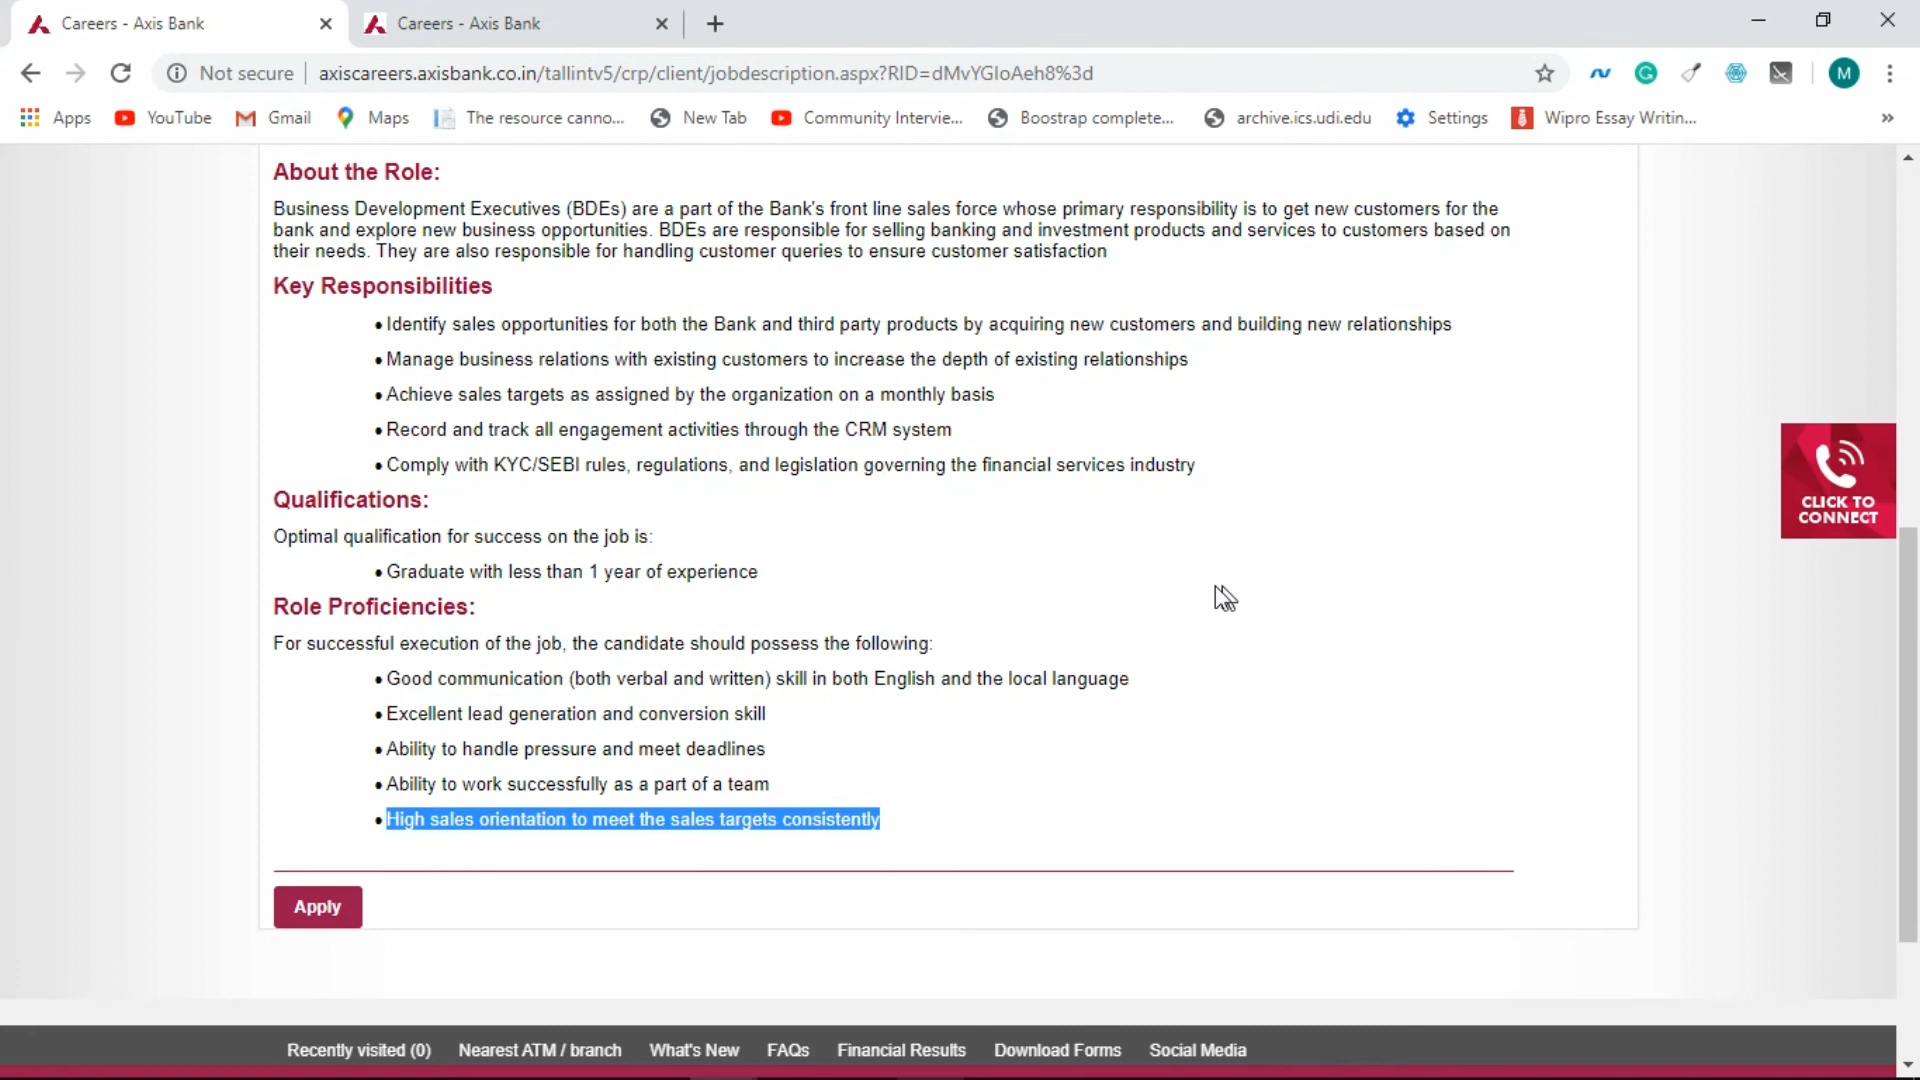 Careers - Axis Bank
Careers - Axis Bank
Not secure
axiscareers.axisbank.co.in/tallintv5/crp/client/jobdescription.aspx?RID=dMvYGIoAeh8%3d
M
Apps
YouTube
Gmail
Maps
The resource canno...
New Tab
Community Intervie...
Boostrap complete...
archive.ics.udi.edu
Settings
Wipro Essay Writin...
»
About the Role:
Business Development Executives (BDEs) are a part of the Bank's front line sales force whose primary responsibility is to get new customers for the
bank and explore new business opportunities. BDEs are responsible for selling banking and investment products and services to customers based on
their needs. They are also responsible for handling customer queries to ensure customer satisfaction
Key Responsibilities
• Identify sales opportunities for both the Bank and third party products by acquiring new customers and building new relationships
• Manage business relations with existing customers to increase the depth of existing relationships
• Achieve sales targets as assigned by the organization on a monthly basis
• Record and track all engagement activities through the CRM system
• Comply with KYC/SEBI rules, regulations, and legislation governing the financial services industry
CLICK TO
CONNECT
Qualifications:
Optimal qualification for success on the job is:
• Graduate with less than 1 year of experience
Role Proficiencies:
For successful execution of the job, the candidate should possess the following:
• Good communication (both verbal and written) skill in both English and the local language
• Excellent lead generation and conversion skill
• Ability to handle pressure and meet deadlines
• Ability to work successfully as a part of a team
• High sales orientation to meet the sales targets consistently
Apply
Recently visited (0)
Nearest ATM / branch
What's New
FAQs
Financial Results
Download Forms
Social Media